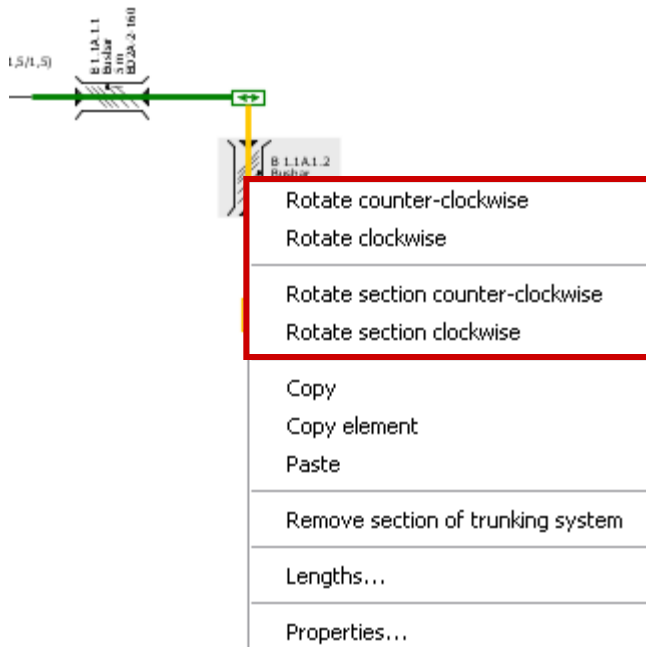 1,5/1,5)
B 1.1A.1.1
Busbar
5 m
BD2A-2-160
B 1.1A1.2
Busbar
Rotate counter-clockwise
Rotate clockwise
Rotate section counter-clockwise
Rotate section clockwise
Copy
Copy element
Paste
Remove section of trunking system
Lengths...
Properties...